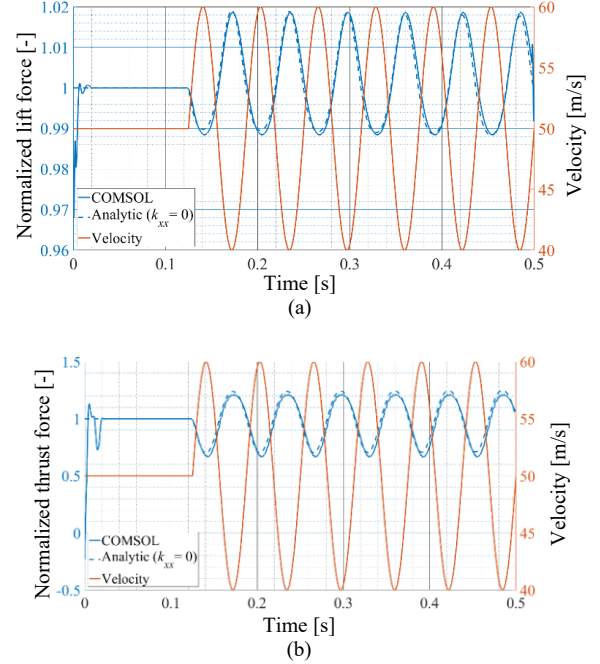 1.02
1.01
1
0.99
0.98
0.97
0.96
Normalized lift force [-]
COMSOL
Analytic (kxx = 0)
Velocity
60
55
50
45
40
Velocity [m/s]
0 0.1 0.2 0.3 0.4 0.5
Time [s]
(a)
1.5
1
0.5
0
-0.5
Normalized thrust force [-]
COMSOL
Analytic (kxx = 0)
Velocity
60
55
50
45
40
Velocity [m/s]
0 0.1 0.2 0.3 0.4 0.5
Time [s]
(b)